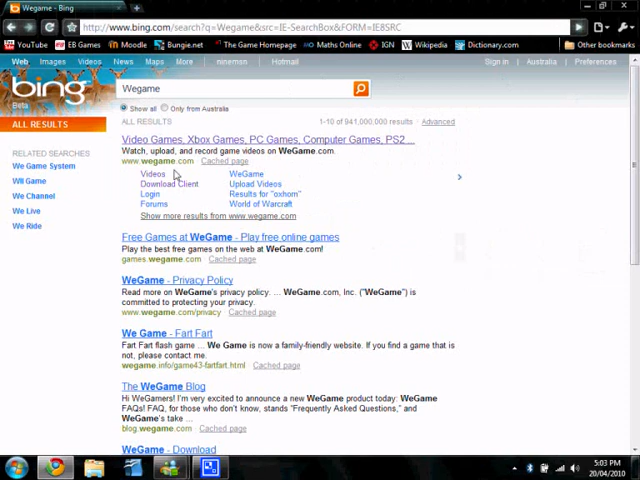 Wegame - Bing
http://www.bing.com/search?q=Wegame&src=IE-SearchBox&FORM=IE8SRC
YouTube EB Games Moodle Bungie.net The Game Homepage Maths Online IGN Wikipedia Dictionary.com Other bookmarks
Web Images Videos News Maps More ninemsn Hotmail Sign in Australia Preferences
bing
Beta
Wegame
Show all Only from Australia
ALL RESULTS
ALL RESULTS 1-10 of 941,000,000 results Advanced
RELATED SEARCHES
We Game System
WII Game
We Channel
We Live
We Ride
Video Games, Xbox Games, PC Games, Computer Games, PS2 ...
Watch, upload, and record game videos on WeGame.com
www.wegame.com Cached page
Videos WeGame
Download Client Upload Videos
Login Results for "oxhorn"
Forums World of Warcraft
Show more results from www.wegame.com
Free Games at WeGame - Play free online games
Play the best free games on the web at WeGame.com!
games.wegame.com Cached page
WeGame - Privacy Policy
Read more on WeGame's privacy policy. ... WeGame.com, Inc. ("WeGame") is
committed to protecting your privacy.
www.wegame.com/privacy Cached page
We Game - Fart Fart
Fart Fart flash game ... We Game is now a family-friendly website. If you find a game that is
not, please contact me.
wegame.info/game43-fartfart.html Cached page
The WeGame Blog
Hi WeGamers! I'm very excited to announce a new product today: WeGame
FAQs! FAQ, for those who don't know, stands "Frequently Asked Questions," and
WeGame's take ...
blog.wegame.com Cached page
WeGame - Download
5:03 PM
20/04/2010